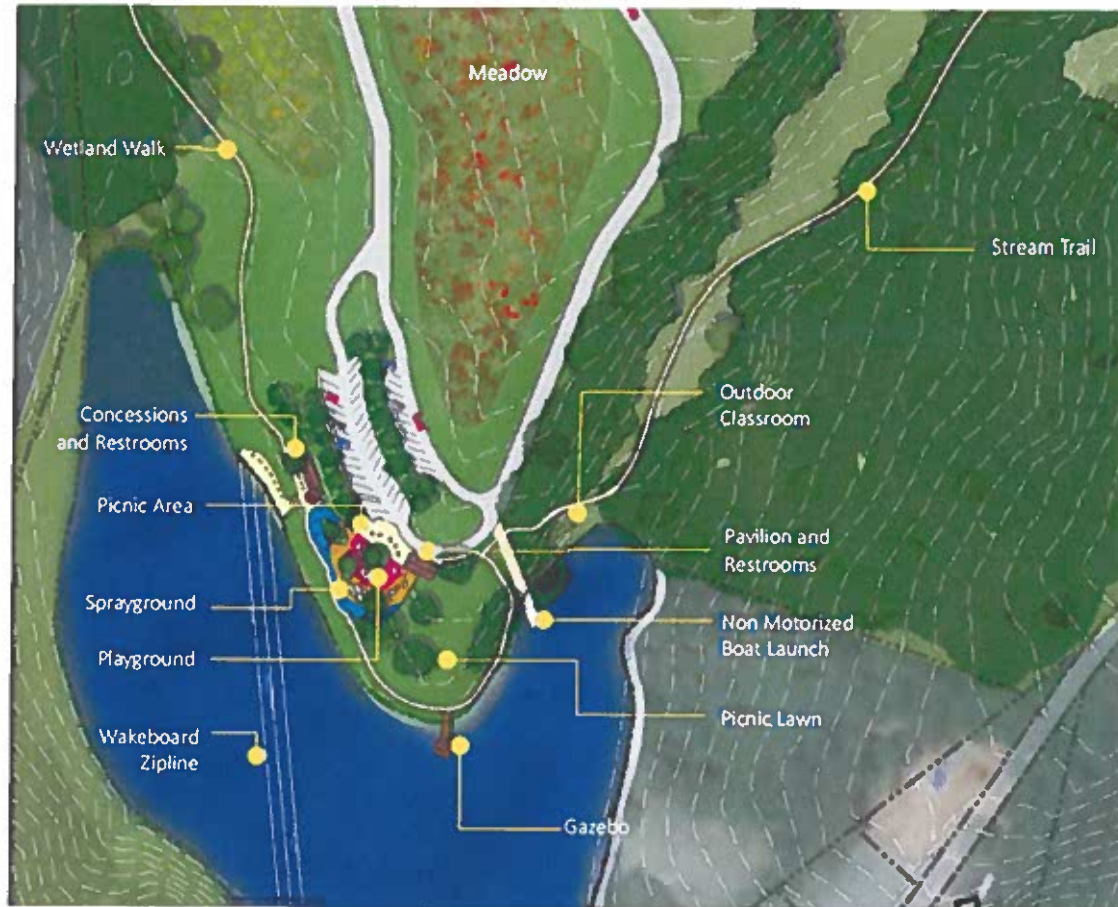 Meadow
Wetland Walk
Stream Trail
Outdoor
Classroom
Concessions
and Restrooms
Picnic Area
Pavilion and
Restrooms
Sprayground
Non Motorized
Boat Launch
Playground
Picnic Lawn
Wakeboard
Zipline
Gazebo